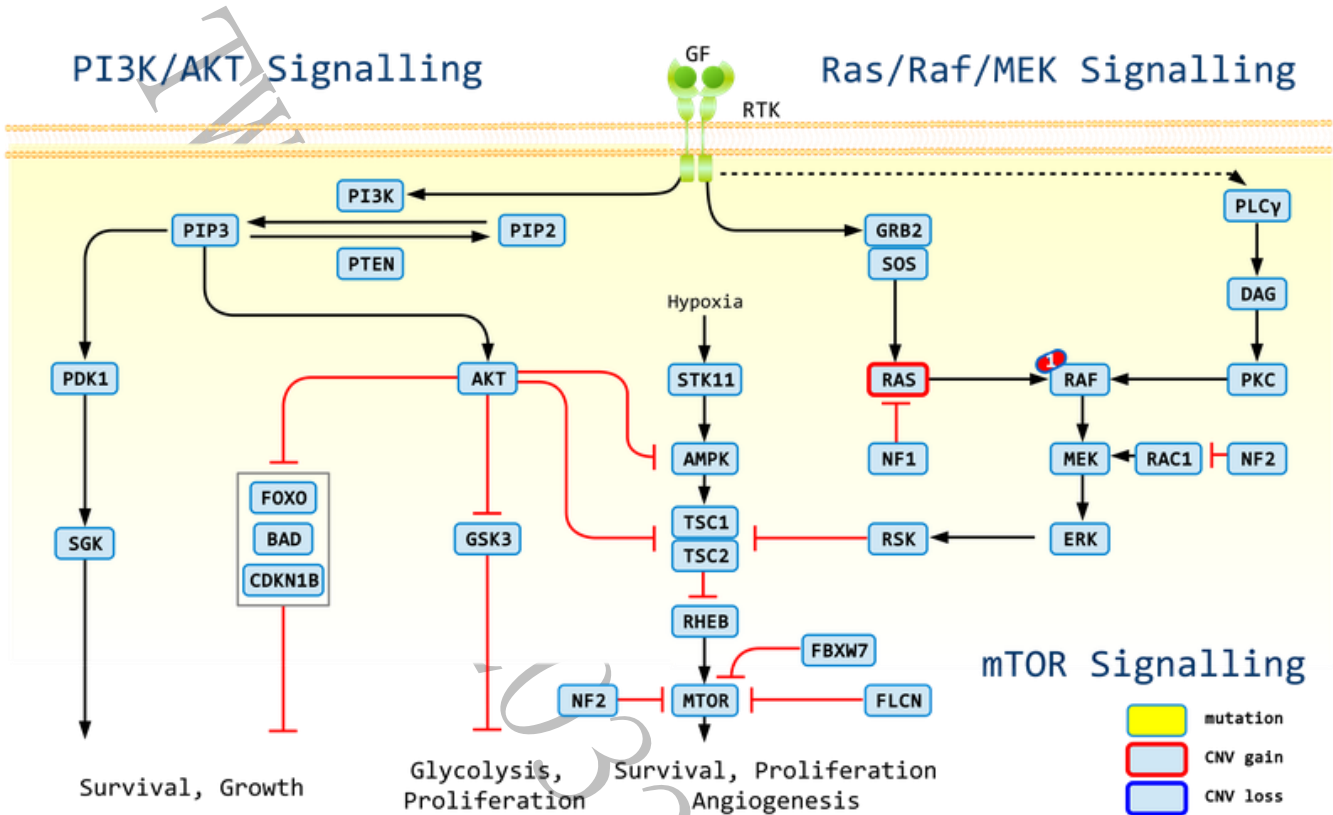 PI3K/AKT Signalling
GF
Ras/Raf/MEK Signalling
RTK
TW
PI3K
PLCγ
PIP3
PIP2
GRB2
PTEN
SOS
DAG
Hypoxia
1
PDK1
AKT
STK11
RAS
RAF
PKC
AMPK
NF1
MEK
RAC1
NF2
FOXO
TSC1
SGK
BAD
GSK3
TSC2
RSK
ERK
CDKN1B
RHEB
FBXW7
mTOR Signalling
NF2
MTOR
FLCN
mutation
CNV gain
CNV loss
Survival, Growth
Glycolysis,
Proliferation
Survival, Proliferation
Angiogenesis